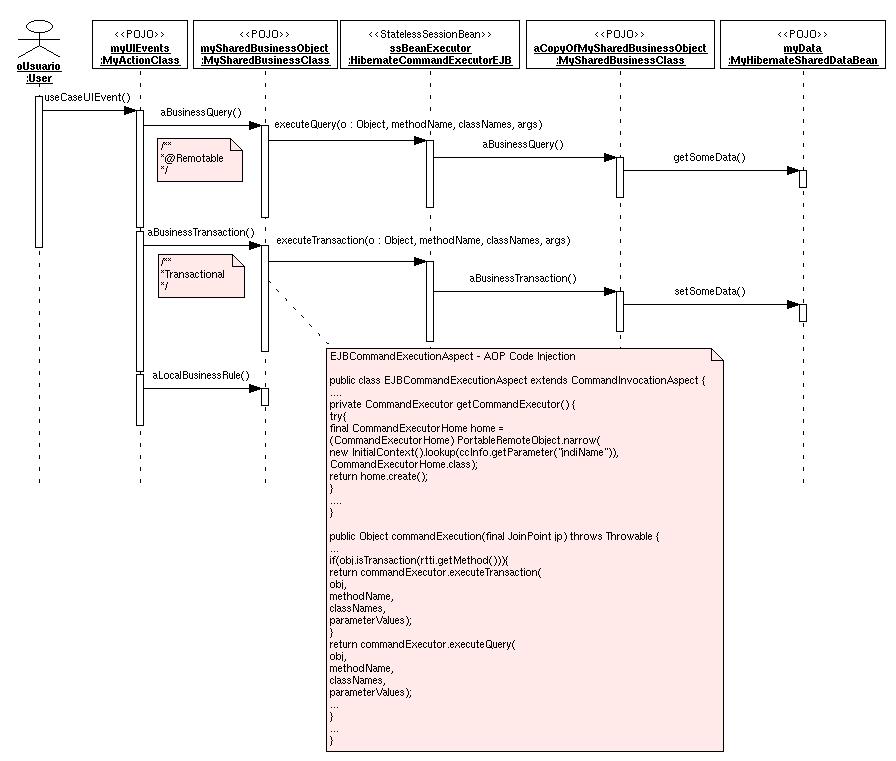 <<POJO>>
myUIEvents
:MyActionClass
<<POJO>>
mySharedBusinessObject
:MySharedBusinessClass
<<StatelessSessionBean>>
ssBeanExecutor
:HibernateCommandExecutorEJB
<<POJO>>
aCopyOfMySharedBusinessObject
:MySharedBusinessClass
<<POJO>>
myData
:MyHibernateSharedDataBean
oUsuario
:User
useCaseUIEvent()
aBusinessQuery()
executeQuery(o : Object, methodName, classNames, args)
aBusinessQuery()
getSomeData()
/**
*@Remotable
*/
aBusinessTransaction()
executeTransaction(o : Object, methodName, classNames, args)
/**
*Transactional
*/
aBusinessTransaction()
setSomeData()
aLocalBusinessRule()
EJBCommandExecutionAspect - AOP Code Injection
public class EJBCommandExecutionAspect extends CommandInvocationAspect {
....
private CommandExecutor getCommandExecutor() {
try{
final CommandExecutorHome home =
(CommandExecutorHome) PortableRemoteObject.narrow(
new InitialContext().lookup(ccInfo.getParameter("jndiName")),
CommandExecutorHome.class);
return home.create();
}
....
}
public Object commandExecution(final JoinPoint jp) throws Throwable {
...
if(obj.isTransaction(rtti.getMethod())){
return commandExecutor.executeTransaction(
obj,
methodName,
classNames,
parameterValues);
}
return commandExecutor.executeQuery(
obj,
methodName,
classNames,
parameterValues);
...
}
...
}